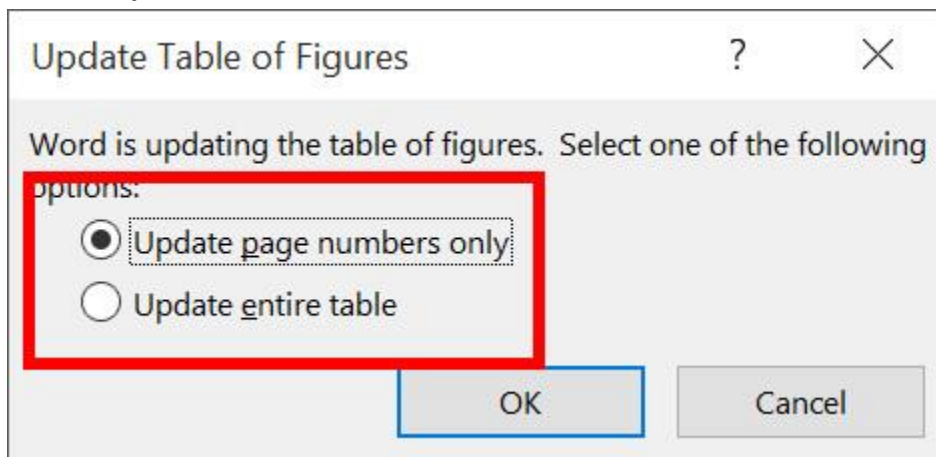 Update Table of Figures ?
Word is updating the table of figures. Select one of the following
options:
Update page numbers only
Update entire table
OK Cancel